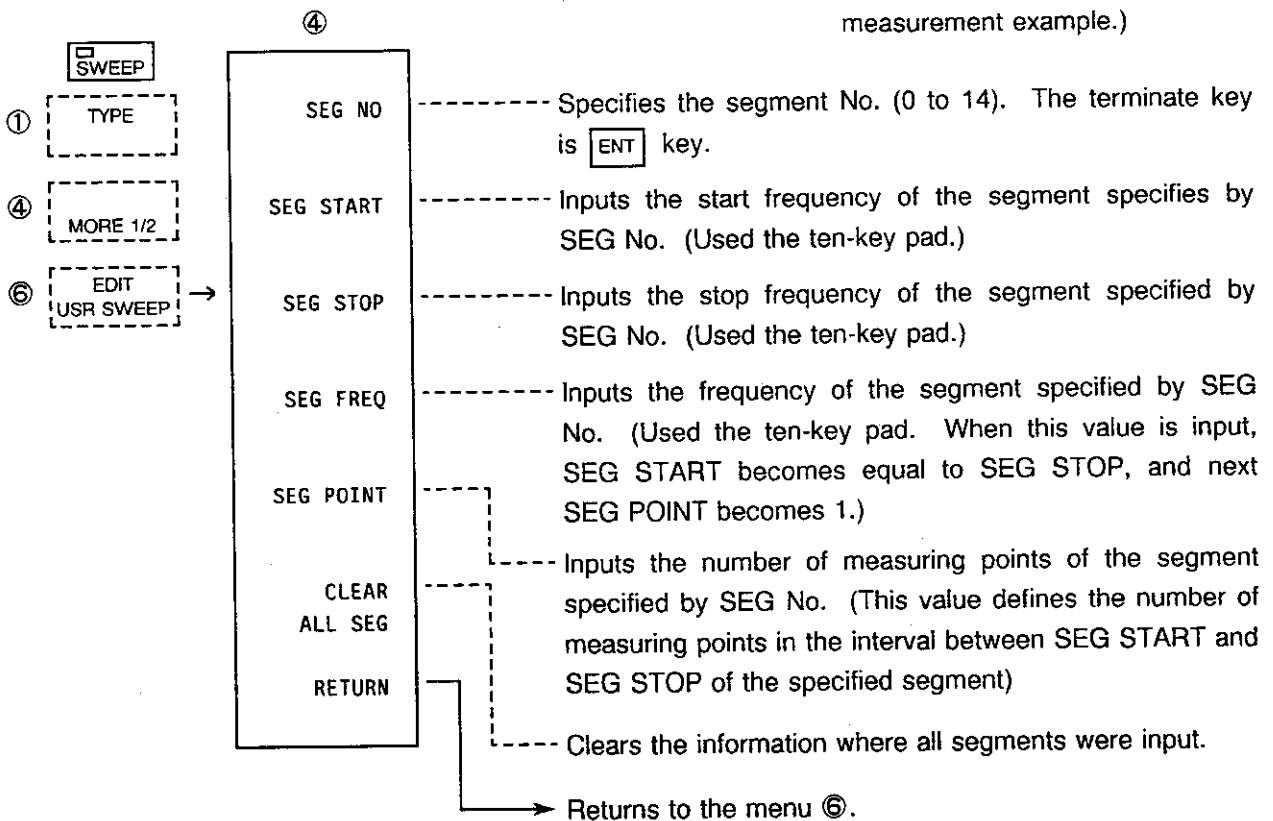 ④
measurement example.)
SWEEP
① TYPE
④ MORE 1/2
⑥ EDIT
USR SWEEP →
SEG NO
Specifies the segment No. (0 to 14). The terminate key
is ENT key.
SEG START
Inputs the start frequency of the segment specifies by
SEG No. (Used the ten-key pad.)
SEG STOP
Inputs the stop frequency of the segment specified by
SEG No. (Used the ten-key pad.)
SEG FREQ
Inputs the frequency of the segment specified by SEG
No. (Used the ten-key pad. When this value is input,
SEG START becomes equal to SEG STOP, and next
SEG POINT becomes 1.)
SEG POINT
Inputs the number of measuring points of the segment
specified by SEG No. (This value defines the number of
measuring points in the interval between SEG START and
SEG STOP of the specified segment)
CLEAR
ALL SEG
Clears the information where all segments were input.
RETURN
Returns to the menu ⑥.